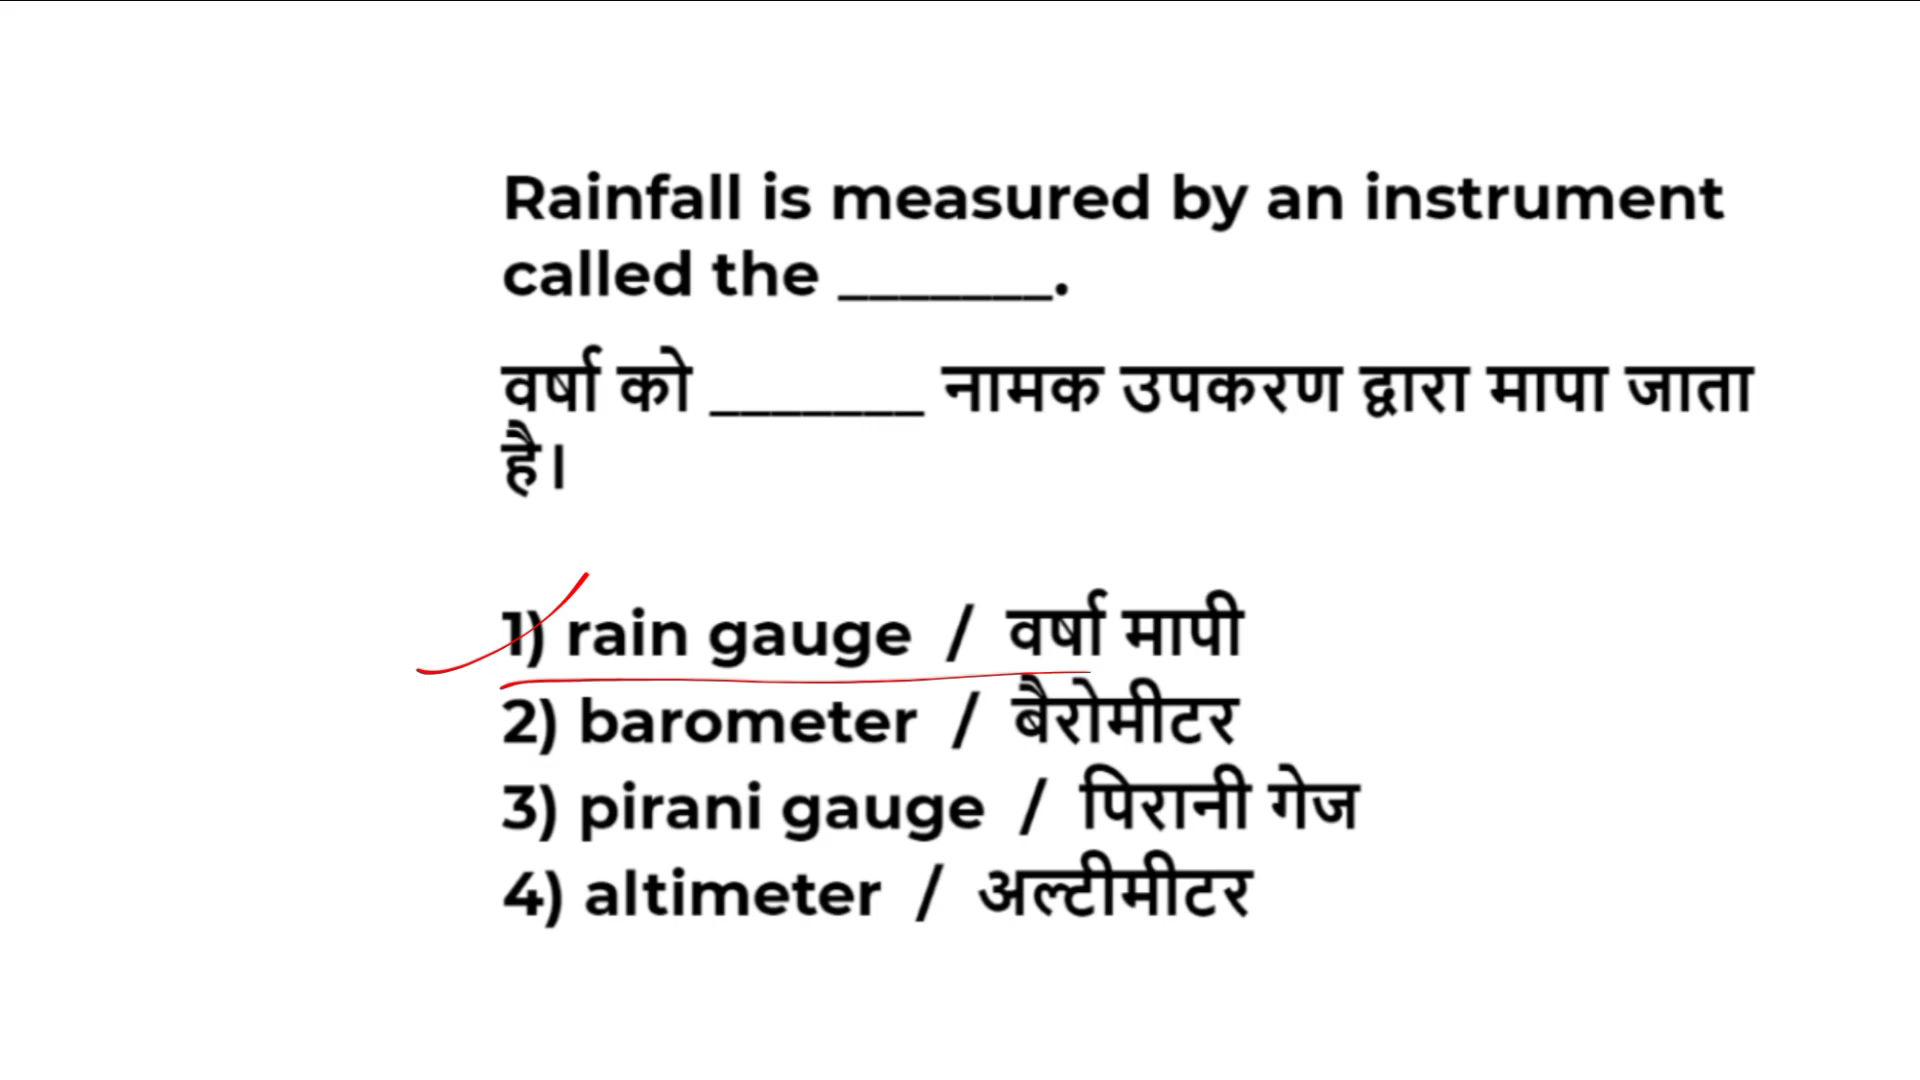 Rainfall is measured by an instrument
called the _______.
वर्षा को _______ नामक उपकरण द्वारा मापा जाता
है।
1) rain gauge / वर्षा मापी
2) barometer / बैरोमीटर
3) pirani gauge / पिरानी गेज
4) altimeter / अल्टीमीटर